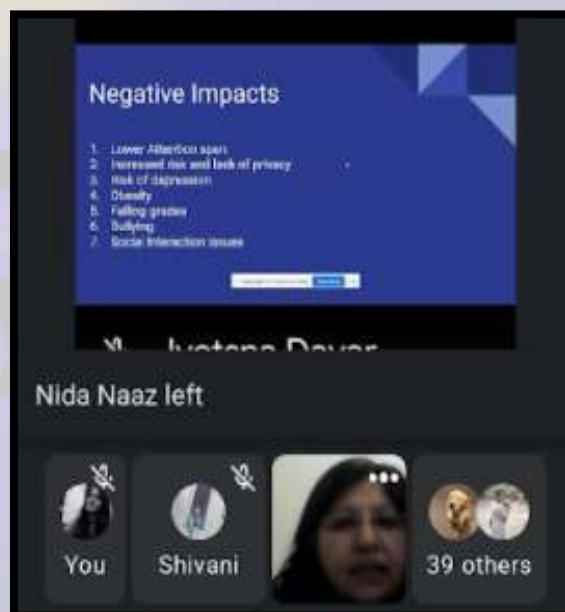 Negative Impacts
1. Lower Attention span
2. Increased risk and lack of privacy
3. Risk of depression
4. Obesity
5. Falling grades
6. Bullying
7. Social Interaction issues
Nida Naaz left
You
Shivani
39 others